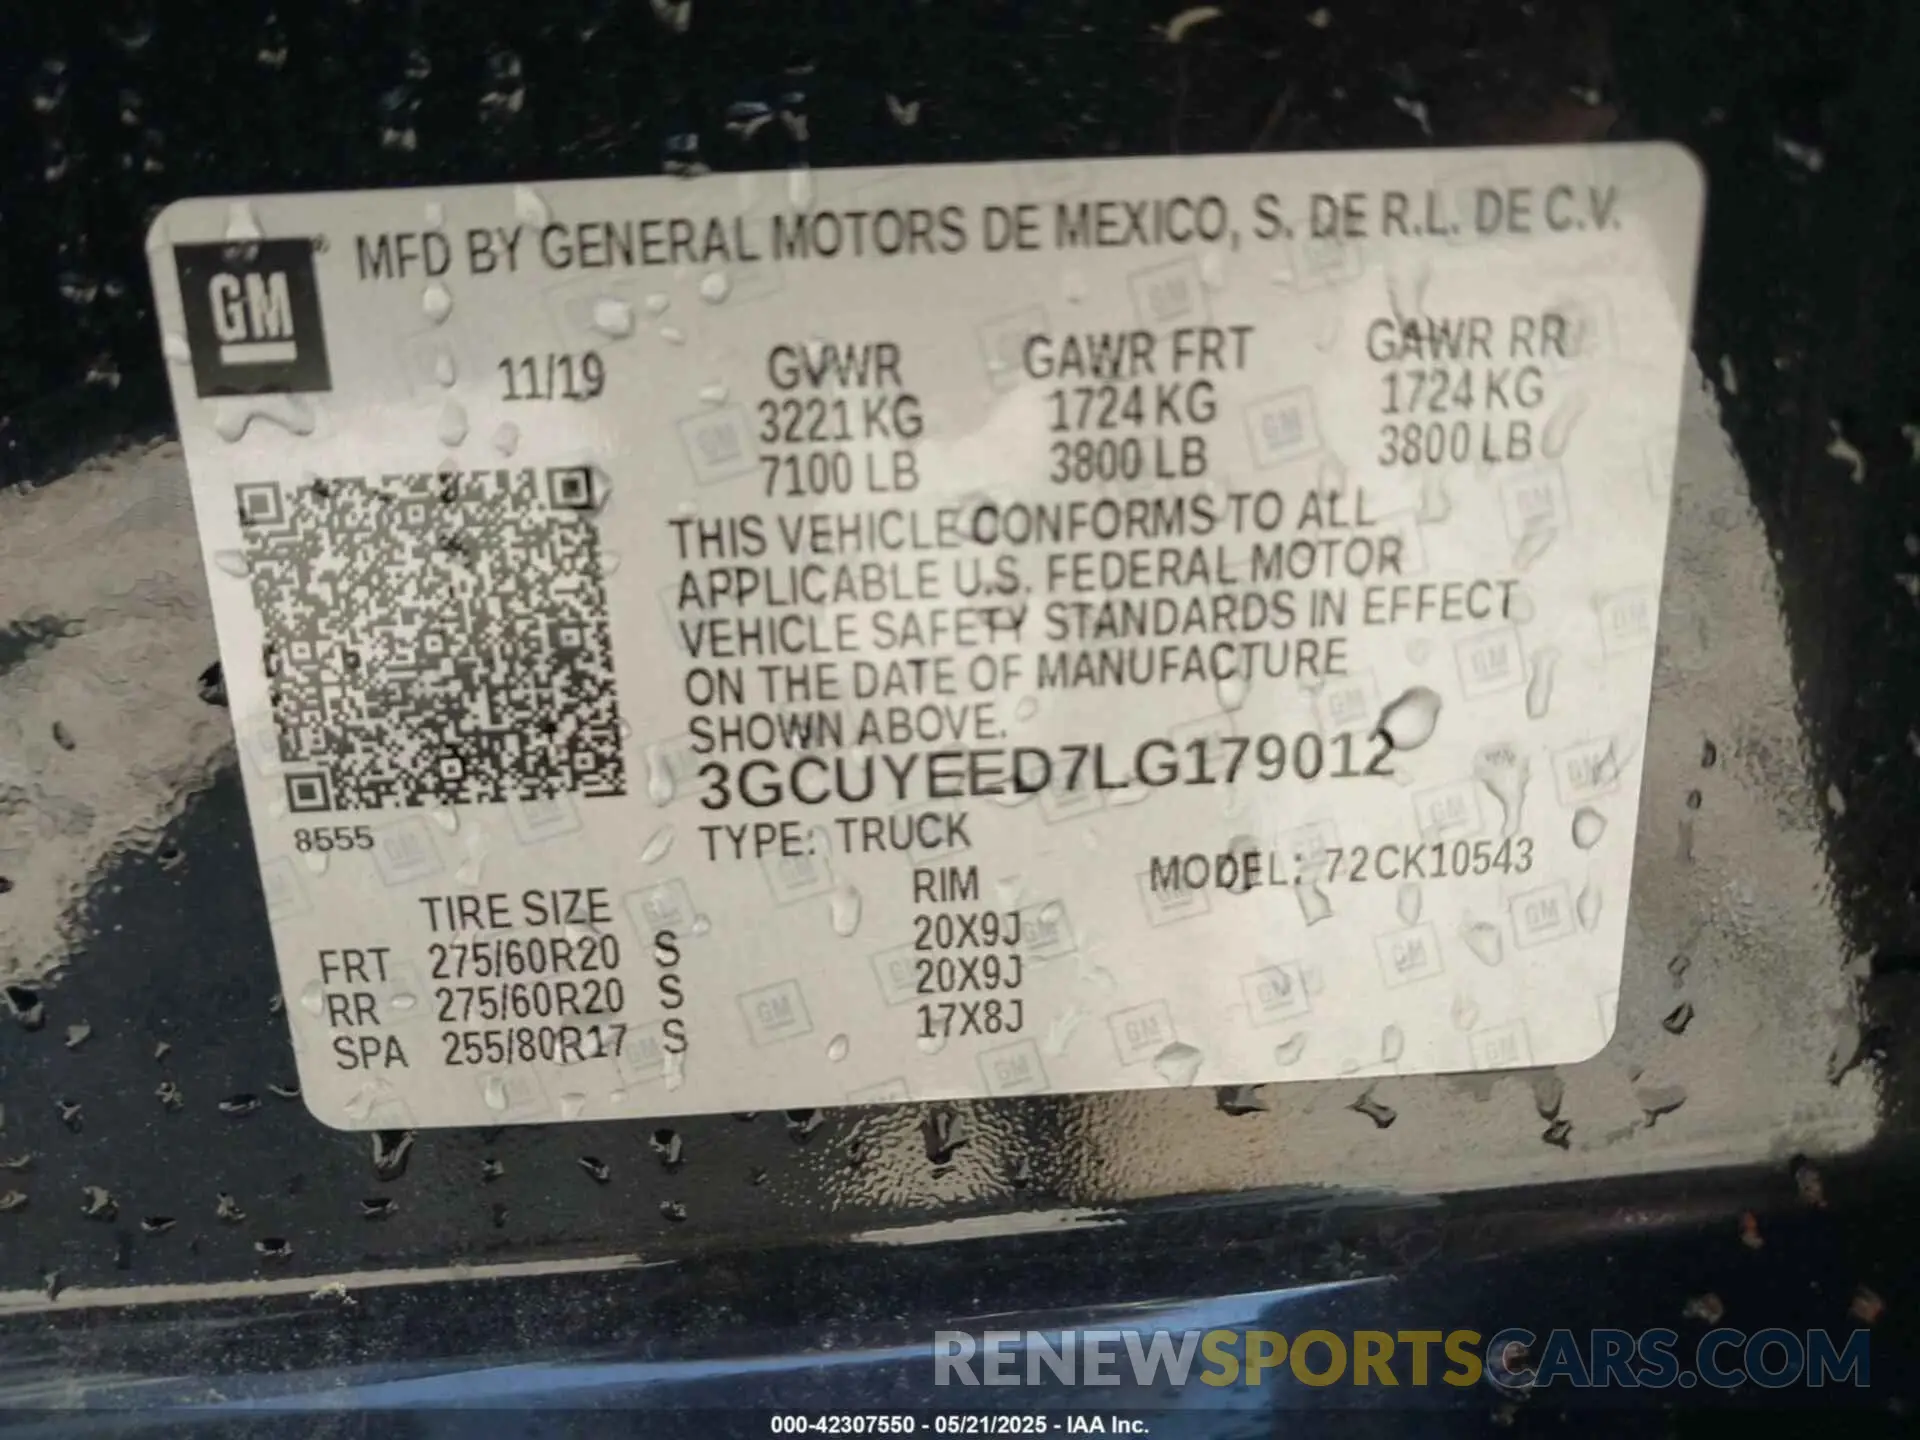 MFD BY GENERAL MOTORS DE MEXICO, S. DE R.L. DE C.V.
GM
11/19
GVWR GAWR FRT GAWR RR
3221 KG 1724 KG 1724 KG
7100 LB 3800 LB 3800 LB
THIS VEHICLE CONFORMS TO ALL
APPLICABLE U.S. FEDERAL MOTOR
VEHICLE SAFETY STANDARDS IN EFFECT
ON THE DATE OF MANUFACTURE
SHOWN ABOVE.
3GCUYEED7LG179012
8555
TYPE: TRUCK MODEL: 72CK10543
TIRE SIZE RIM
FRT 275/60R20 S 20X9J
RR 275/60R20 S 20X9J
SPA 255/80R17 S 17X8J
RENEWSPORTSCARS.COM
000-42307550 - 05/21/2025 - IAA Inc.